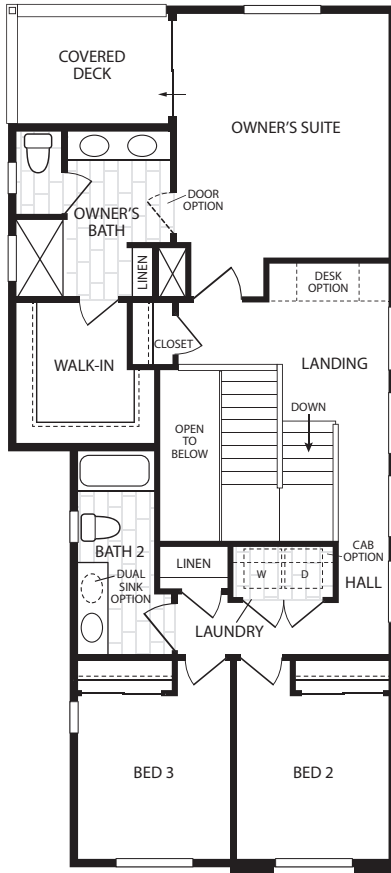 COVERED
DECK
OWNER'S SUITE
DOOR
OPTION
OWNER'S
BATH
LINEN
DESK
OPTION
CLOSET
WALK-IN
LANDING
DOWN
OPEN
TO
BELOW
CAB
OPTION
BATH 2
LINEN
W
D
HALL
DUAL
SINK
OPTION
LAUNDRY
BED 3
BED 2